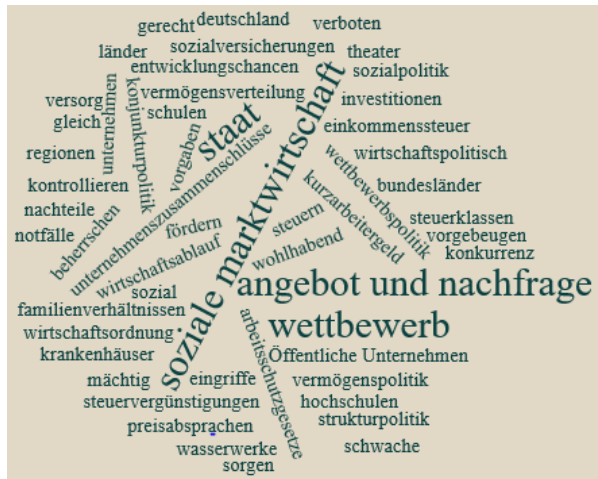 gerecht
deutschland
verboten
länder
sozialversicherungen
theater
entwicklungschancen
sozialpolitik
versorg
unternehmen
konjunkturpolitik
vermögensverteilung
investitionen
gleich
schulen
staat
einkommenssteuer
regionen
vorgaben
unternehmenszusammenschlüsse
soziale marktwirtschaft
wettbewerbspolitik
wirtschaftspolitisch
kontrollieren
kurzarbeitergeld
bundesländer
nachteile
beherrschen
fördern
steuern
steuerklassen
notfälle
wirtschaftsablauf
wohlhabend
vorgebeugen
konkurrenz
sozial
angebot und nachfrage
familienverhältnissen
wirtschaftsordnung
wettbewerb
arbeitsschutzgesetze
krankenhäuser
Öffentliche Unternehmen
mächtig
eingriffe
vermögenspolitik
steuervergünstigungen
hochschulen
preisabsprachen
strukturpolitik
wasserwerke
schwache
sorgen